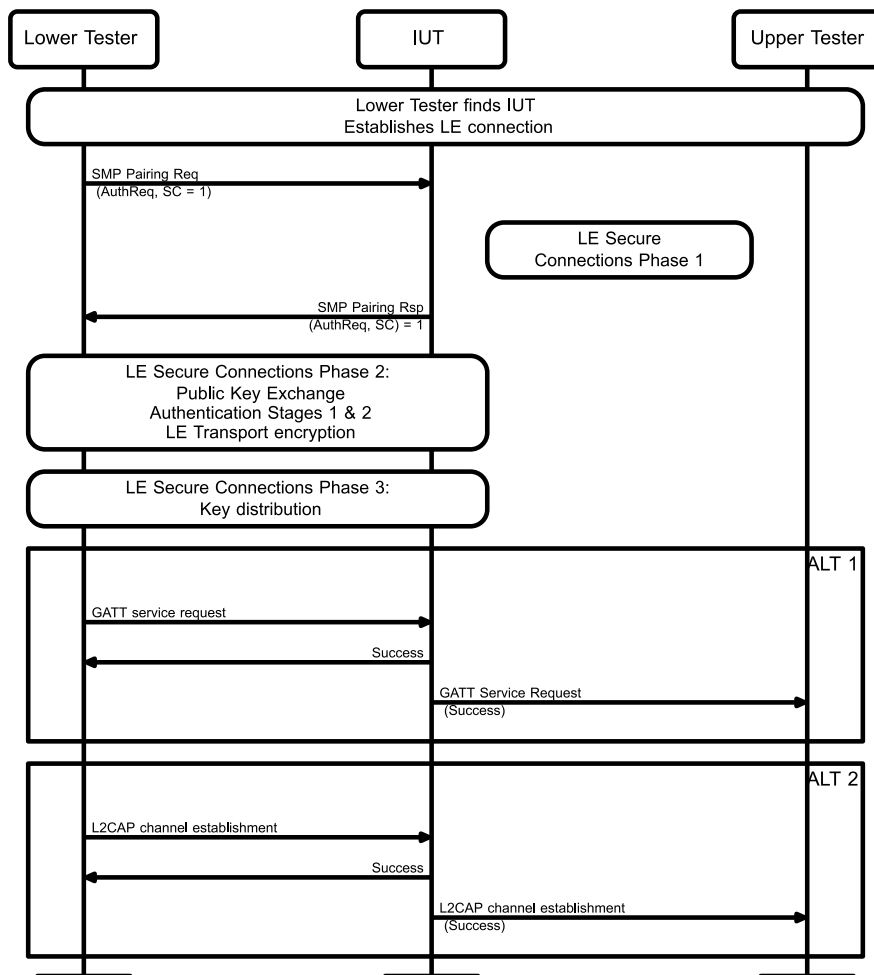 Lower Tester
IUT
Upper Tester
Lower Tester finds IUT
Establishes LE connection
SMP Pairing Req
(AuthReq, SC = 1)
LE Secure
Connections Phase 1
SMP Pairing Rsp
(AuthReq, SC) = 1
LE Secure Connections Phase 2:
Public Key Exchange
Authentication Stages 1 & 2
LE Transport encryption
LE Secure Connections Phase 3:
Key distribution
ALT 1
GATT service request
Success
GATT Service Request
(Success)
ALT 2
L2CAP channel establishment
Success
L2CAP channel establishment
(Success)